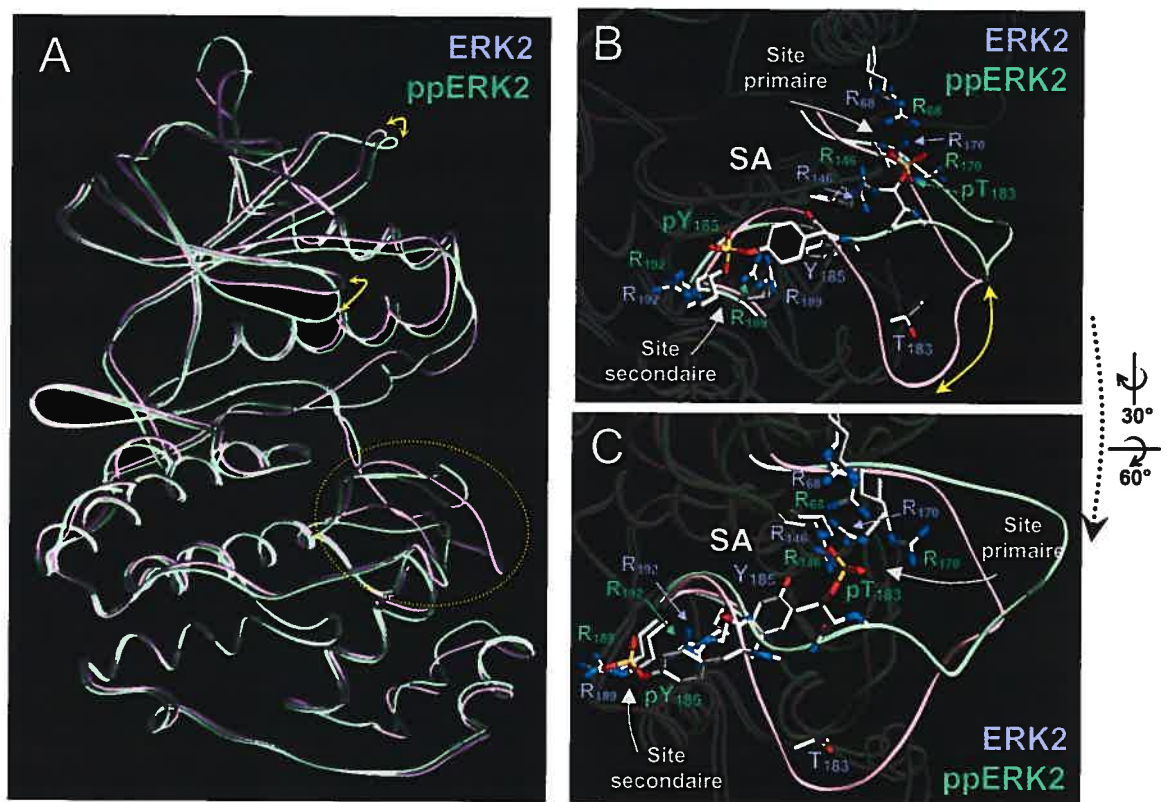 A
ERK2
ppERK2
B
ERK2
ppERK2
Site
primaire
R68
R68
R170
SA
R146
R170
R146
pT183
pY185
R192
Y185
R192
R189
R189
T183
Site
secondaire
30°
60°
C
R68
R68
R170
SA
R146
Site
primaire
R192
Y185
R146
R170
R192
pT183
R189
R189
pY185
Site
secondaire
T183
ERK2
ppERK2